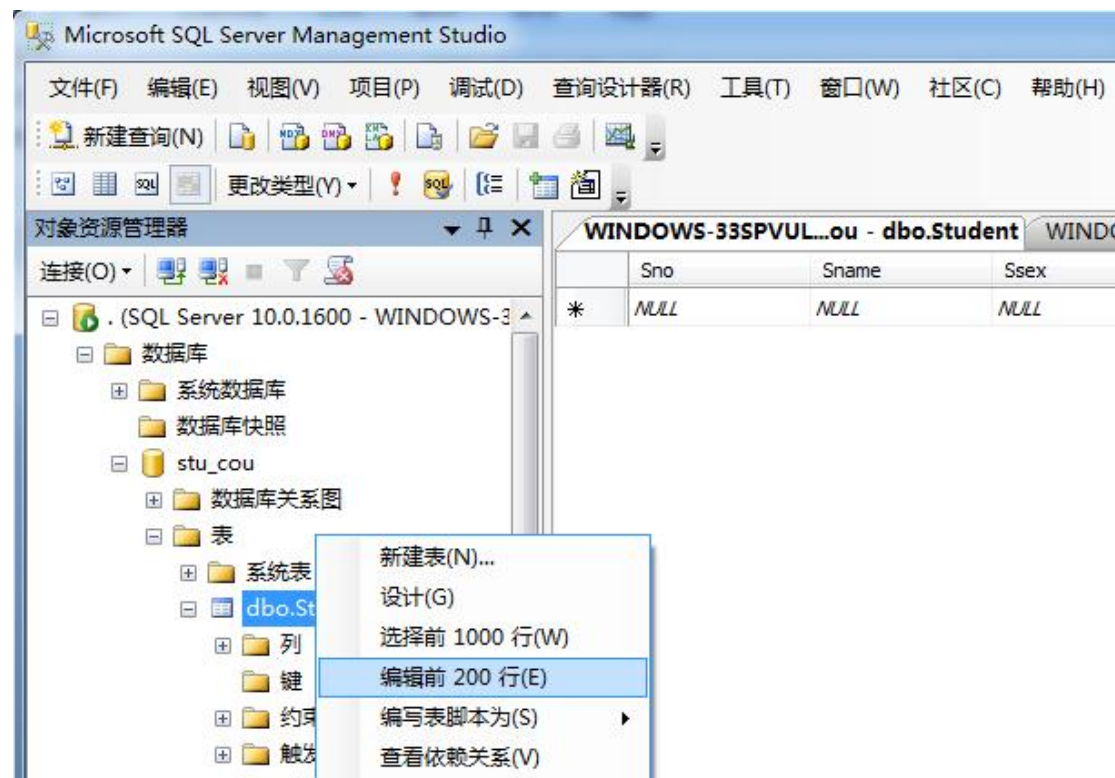 Microsoft SQL Server Management Studio
文件(F) 编辑(E) 视图(V) 项目(P) 调试(D) 查询设计器(R) 工具(T) 窗口(W) 社区(C) 帮助(H)
新建查询(N)
更改类型(Y)
对象资源管理器
WINDOWS-33SPVUL...ou - dbo.Student WINDO
连接(O)
Sno Sname Ssex
NULL NULL NULL
. (SQL Server 10.0.1600 - WINDOWS-3
数据库
系统数据库
数据库快照
stu_cou
数据库关系图
表
系统表
dbo.St
列
键
约束
触发
新建表(N)...
设计(G)
选择前 1000 行(W)
编辑前 200 行(E)
编写表脚本为(S)
查看依赖关系(V)